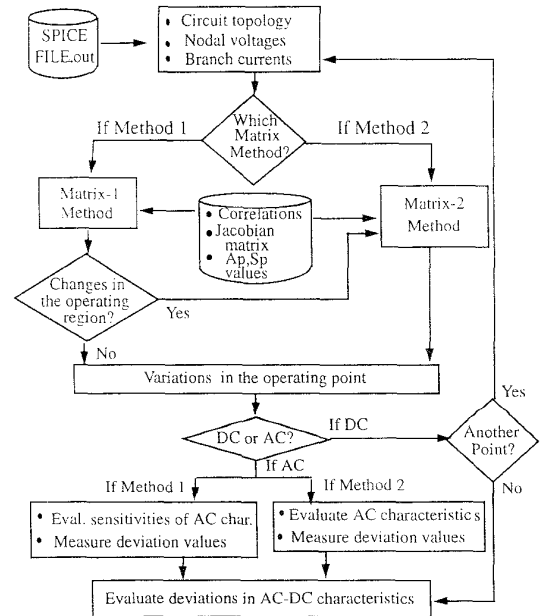 SPICE
FILE.out
• Circuit topology
• Nodal voltages
• Branch currents
Which
Matrix
Method?
If Method 1
If Method 2
Matrix-1
Method
• Correlations
• Jacobian
matrix
• Ap,Sp
values
Matrix-2
Method
Changes in
the operating
region?
Yes
No
Variations in the operating point
DC or AC?
If DC
Another
Point?
Yes
No
If AC
If Method 1
If Method 2
• Eval. sensitivities of AC char.
• Measure deviation values
• Evaluate AC characteristics
• Measure deviation values
Evaluate deviations in AC-DC characteristics